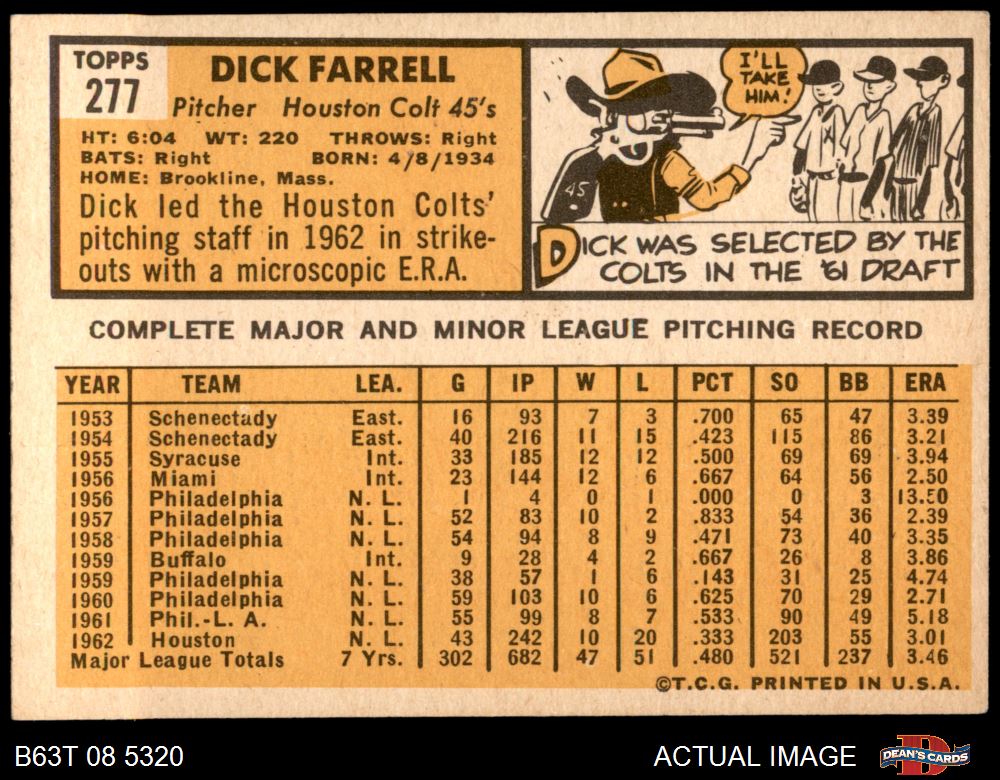 TOPPS
277
DICK FARRELL
Pitcher Houston Colt 45's
HT: 6:04 WT: 220 THROWS: Right
BATS: Right BORN: 4/8/1934
HOME: Brookline, Mass.
Dick led the Houston Colts'
pitching staff in 1962 in strike-
outs with a microscopic E.R.A.
I'LL
TAKE
HIM!
45
DICK WAS SELECTED BY THE
COLTS IN THE '61 DRAFT
COMPLETE MAJOR AND MINOR LEAGUE PITCHING RECORD
YEAR TEAM LEA. G IP W L PCT SO BB ERA
1953 Schenectady East. 16 93 7 3 .700 65 47 3.39
1954 Schenectady East. 40 216 11 15 .423 115 86 3.21
1955 Syracuse Int. 33 185 12 12 .500 69 69 3.94
1956 Miami Int. 23 144 12 6 .667 64 56 2.50
1956 Philadelphia N. L. 1 4 0 1 .000 0 3 13.50
1957 Philadelphia N. L. 52 83 10 2 .833 54 36 2.39
1958 Philadelphia N. L. 54 94 8 9 .471 73 40 3.35
1959 Buffalo Int. 9 28 4 2 .667 26 8 3.86
1959 Philadelphia N. L. 38 57 1 6 .143 31 25 4.74
1960 Philadelphia N. L. 59 103 10 6 .625 70 29 2.71
1961 Phil.-L. A. N. L. 55 99 8 7 .533 90 49 5.18
1962 Houston N. L. 43 242 10 20 .333 203 55 3.01
Major League Totals 7 Yrs. 302 682 47 51 .480 521 237 3.46
©T.C.G. PRINTED IN U.S.A.
B63T 08 5320
ACTUAL IMAGE
DEAN'S CARDS